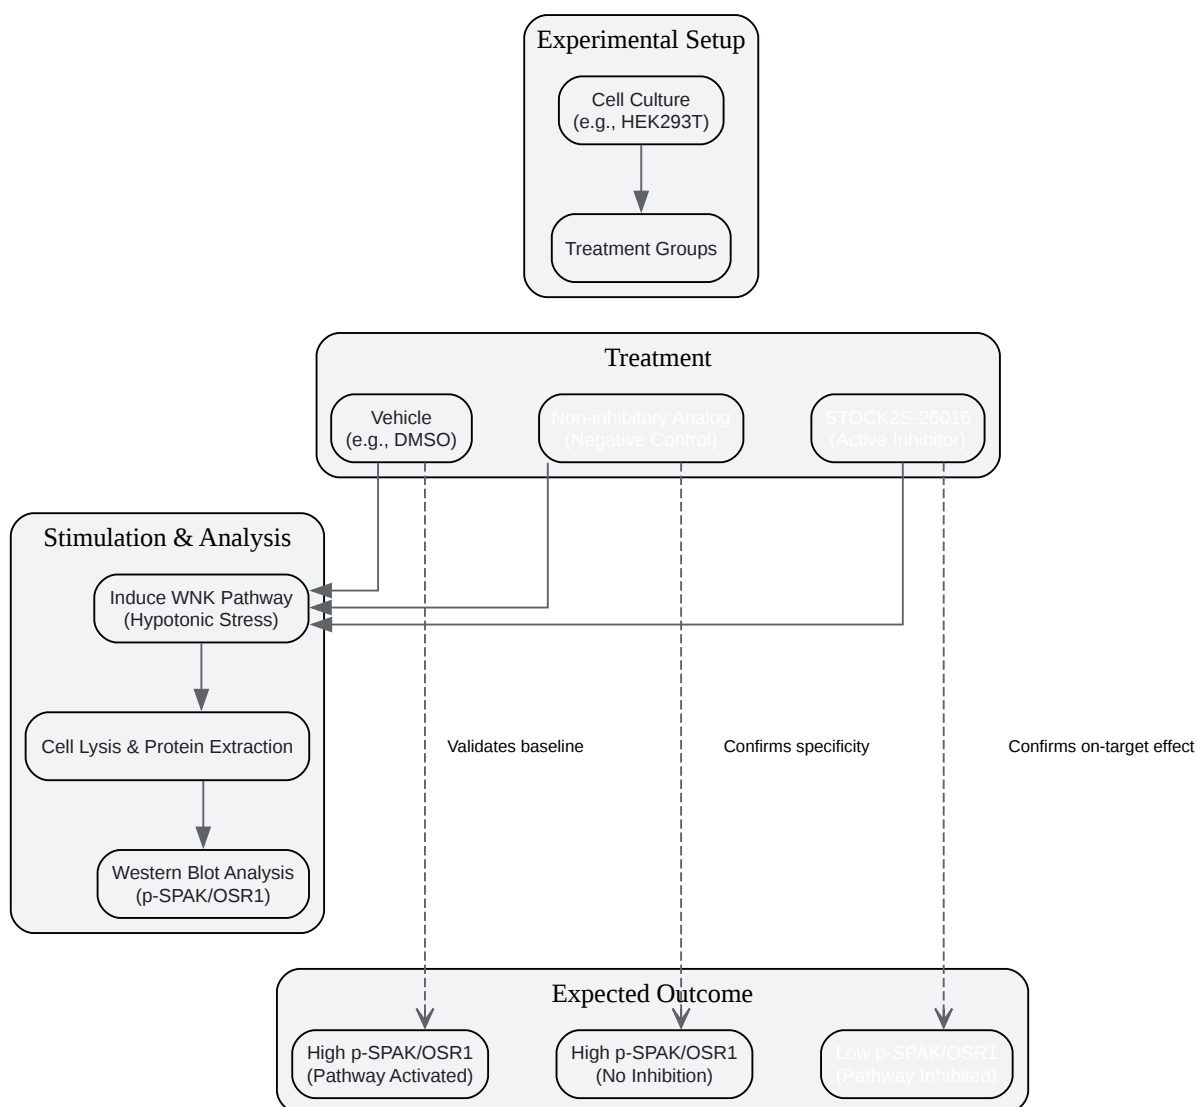 Experimental Setup
Cell Culture
(e.g., HEK293T)
Treatment Groups
Treatment
Vehicle
(e.g., DMSO)
Non-inhibitory Analog
(Negative Control)
STOCK2S-26016
(Active Inhibitor)
Stimulation & Analysis
Induce WNK Pathway
(Hypotonic Stress)
Cell Lysis & Protein Extraction
Western Blot Analysis
(p-SPAK/OSR1)
Validates baseline
Confirms specificity
Confirms on-target effect
Expected Outcome
High p-SPAK/OSR1
(Pathway Activated)
High p-SPAK/OSR1
(No Inhibition)
Low p-SPAK/OSR1
(Pathway Inhibited)